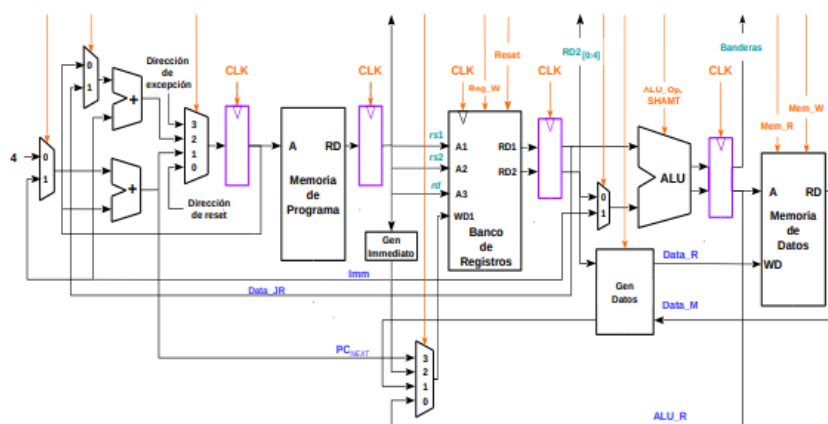 Dirección
de
excepción
CLK
CLK
CLK
Reg_W
Reset
CLK
RD2[0:4]
ALU_Op,
SHAMT
Banderas
CLK
Mem_R
Mem_W
0
1
+
3
2
1
0
4
0
1
+
Dirección
de reset
A
RD
Memoria
de
Programa
rs1
rs2
rd
A1
A2
A3
WD1
RD1
RD2
Banco
de
Registros
Gen
Immediato
0
1
ALU
A
RD
Memoria
de
Datos
WD
Imm
Data_JR
Gen
Datos
Data_R
Data_M
PCNEXT
3
2
1
0
ALU_R